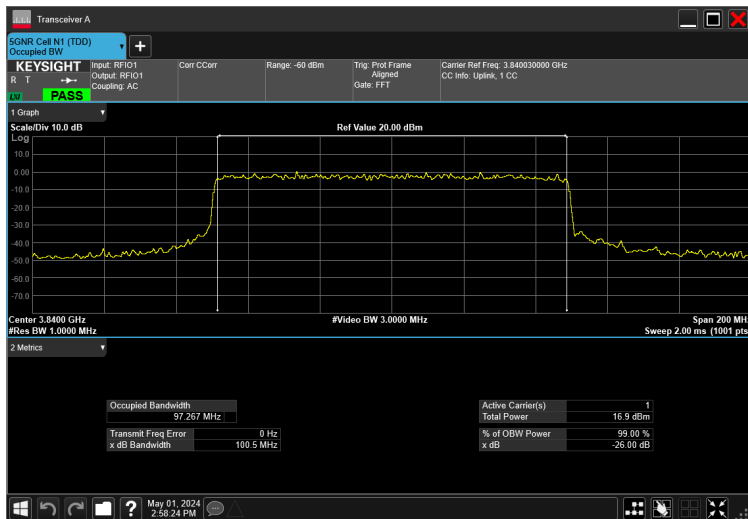 Transceiver A
5GNR Cell N1 (TDD)
Occupied BW
+
KEYSIGHT
R T
LXI
PASS
Input: RFIO1
Output: RFIO1
Coupling: AC
Corr CCorr
Range: -60 dBm
Trig: Prot Frame
Aligned
Gate: FFT
Carrier Ref Freq: 3.840030000 GHz
CC Info: Uplink, 1 CC
1 Graph
Scale/Div 10.0 dB
Ref Value 20.00 dBm
Log
10.0
0.00
-10.0
-20.0
-30.0
-40.0
-50.0
-60.0
-70.0
Center 3.8400 GHz
#Video BW 3.0000 MHz
Span 200 MH
#Res BW 1.0000 MHz
Sweep 2.00 ms (1001 pts
2 Metrics
Occupied Bandwidth
97.267 MHz
Transmit Freq Error 0 Hz
x dB Bandwidth 100.5 MHz
Active Carrier(s) 1
Total Power 16.9 dBm
% of OBW Power 99.00 %
x dB -26.00 dB
?
May 01, 2024
2:58:24 PM